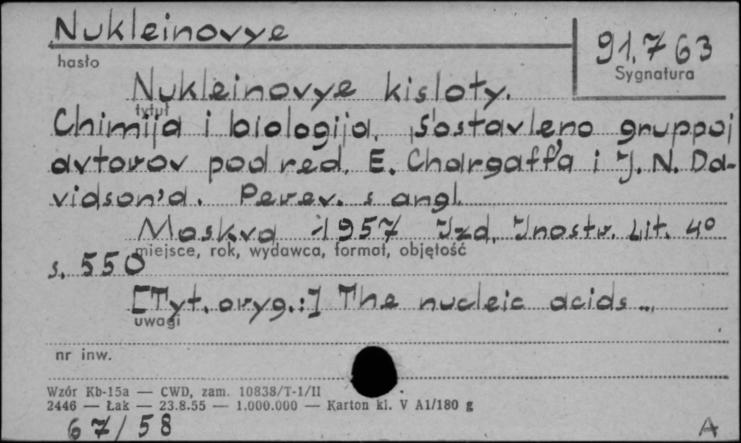 Nukleinovye
91.763
hasło
Sygnatura
Nukleinovye kisloty.
tytuł
Chimija i biologija. Sostavleno gruppoj
avtorov pod red. E. Chargaff'a i J. N. Da-
vidson'a. Perev. s angl.
Moskva 1957 Izd. Inostr. Lit. 4°
miejsce, rok, wydawca, format, objętość
s. 550
[Tyt. oryg.:] The nucleic acids...
uwagi
nr inw.
Wzór Kb-15a — CWD, zam. 10838/T-1/II
2446 — Łak — 23.8.55 — 1.000.000 — Karton kl. V A1/180 g
67/58
A